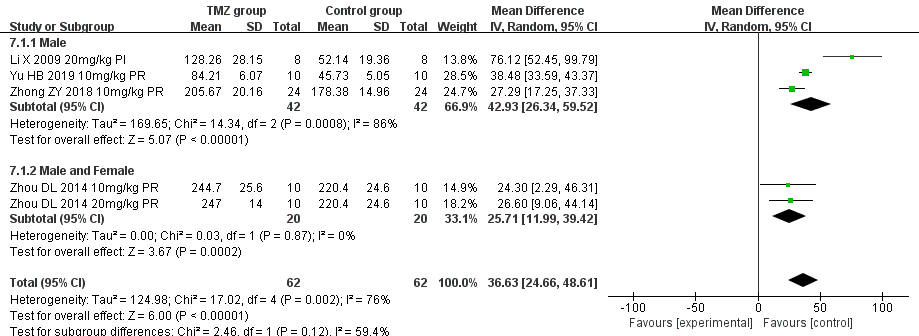 TMZ group Control group Mean Difference Mean Difference
Study or Subgroup Mean SD Total Mean SD Total Weight IV, Random, 95% CI IV, Random, 95% CI
7.1.1 Male
Li X 2009 20mg/kg PI 128.26 28.15 8 52.14 19.36 8 13.8% 76.12 [52.45, 99.79]
Yu HB 2019 10mg/kg PR 84.21 6.07 10 45.73 5.05 10 28.5% 38.48 [33.59, 43.37]
Zhong ZY 2018 10mg/kg PR 205.67 20.16 24 178.38 14.96 24 24.7% 27.29 [17.25, 37.33]
Subtotal (95% CI) 42 42 66.9% 42.93 [26.34, 59.52]
Heterogeneity: Tau² = 169.65; Chi² = 14.34, df = 2 (P = 0.0008); I² = 86%
Test for overall effect: Z = 5.07 (P < 0.00001)
7.1.2 Male and Female
Zhou DL 2014 10mg/kg PR 244.7 25.6 10 220.4 24.6 10 14.9% 24.30 [2.29, 46.31]
Zhou DL 2014 20mg/kg PR 247 14 10 220.4 24.6 10 18.2% 26.60 [9.06, 44.14]
Subtotal (95% CI) 20 20 33.1% 25.71 [11.99, 39.42]
Heterogeneity: Tau² = 0.00; Chi² = 0.03, df = 1 (P = 0.87); I² = 0%
Test for overall effect: Z = 3.67 (P = 0.0002)
Total (95% CI) 62 62 100.0% 36.63 [24.66, 48.61]
Heterogeneity: Tau² = 124.98; Chi² = 17.02, df = 4 (P = 0.002); I² = 76%
-100 -50 0 50 100
Test for overall effect: Z = 6.00 (P < 0.00001)
Favours [experimental] Favours [control]
Test for subgroup differences: Chi² = 2.46, df = 1 (P = 0.12), I² = 59.4%